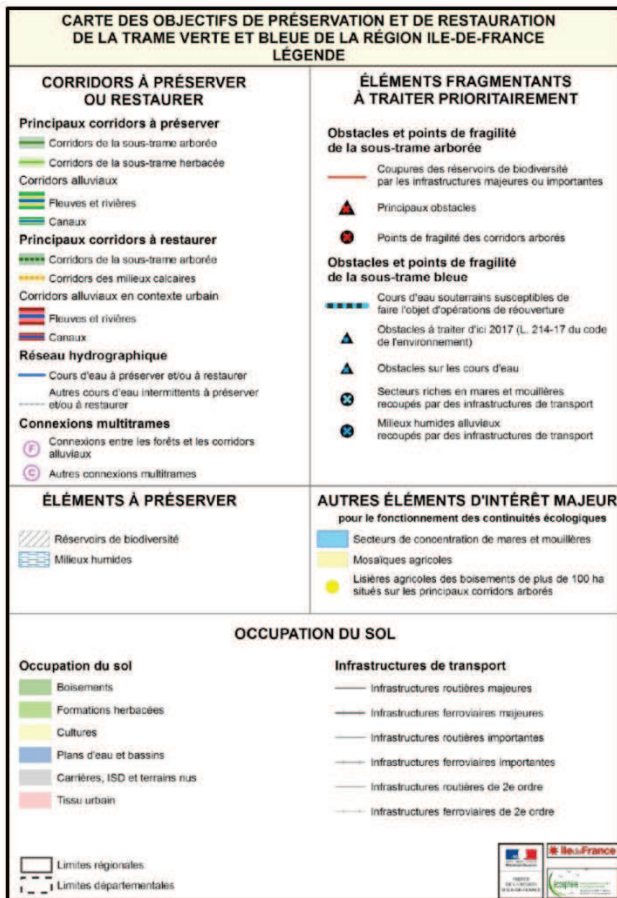 CARTE DES OBJECTIFS DE PRÉSERVATION ET DE RESTAURATION
DE LA TRAME VERTE ET BLEUE DE LA RÉGION ILE-DE-FRANCE
LÉGENDE
CORRIDORS À PRÉSERVER
OU RESTAURER
Principaux corridors à préserver
Corridors de la sous-trame arborée
Corridors de la sous-trame herbacée
Corridors alluviaux
Fleuves et rivières
Canaux
Principaux corridors à restaurer
Corridors de la sous-trame arborée
Corridors des milieux calcaires
Corridors alluviaux en contexte urbain
Fleuves et rivières
Canaux
Réseau hydrographique
Cours d'eau à préserver et/ou à restaurer
Autres cours d'eau intermittents à préserver
et/ou à restaurer
Connexions multitrames
F
Connexions entre les forêts et les corridors
alluviaux
C
Autres connexions multitrames
ÉLÉMENTS FRAGMENTANTS
À TRAITER PRIORITAIREMENT
Obstacles et points de fragilité
de la sous-trame arborée
Coupures des réservoirs de biodiversité
par les infrastructures majeures ou importantes
Principaux obstacles
Points de fragilité des corridors arborés
Obstacles et points de fragilité
de la sous-trame bleue
Cours d'eau souterrains susceptibles de
faire l'objet d'opérations de réouverture
Obstacles à traiter d'ici 2017 (L. 214-17 du code
de l'environnement)
Obstacles sur les cours d'eau
Secteurs riches en mares et mouillères
recoupés par des infrastructures de transport
Milieux humides alluviaux
recoupés par des infrastructures de transport
ÉLÉMENTS À PRÉSERVER
Réservoirs de biodiversité
Milieux humides
AUTRES ÉLÉMENTS D'INTÉRÊT MAJEUR
pour le fonctionnement des continuités écologiques
Secteurs de concentration de mares et mouillères
Mosaïques agricoles
Lisières agricoles des boisements de plus de 100 ha
situés sur les principaux corridors arborés
OCCUPATION DU SOL
Occupation du sol
Boisements
Formations herbacées
Cultures
Plans d'eau et bassins
Carrières, ISD et terrains nus
Tissu urbain
Infrastructures de transport
Infrastructures routières majeures
Infrastructures ferroviaires majeures
Infrastructures routières importantes
Infrastructures ferroviaires importantes
Infrastructures routières de 2e ordre
Infrastructures ferroviaires de 2e ordre
Limites régionales
Limites départementales
îledeFrance